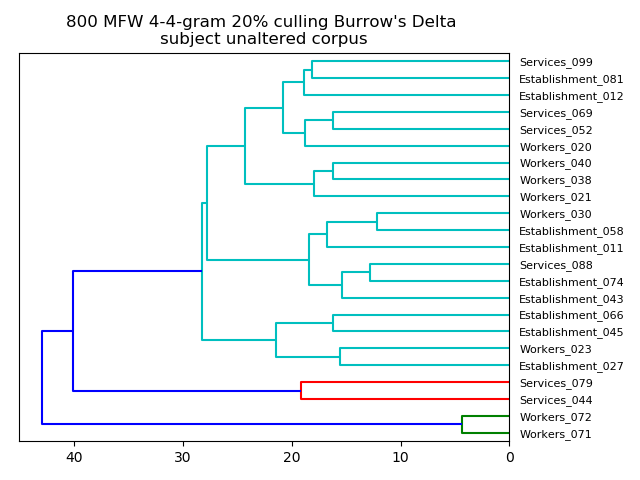 800 MFW 4-4-gram 20% culling Burrow's Delta
subject unaltered corpus
Services_099
Establishment_081
Establishment_012
Services_069
Services_052
Workers_020
Workers_040
Workers_038
Workers_021
Workers_030
Establishment_058
Establishment_011
Services_088
Establishment_074
Establishment_043
Establishment_066
Establishment_045
Workers_023
Establishment_027
Services_079
Services_044
Workers_072
Workers_071
40 30 20 10 0